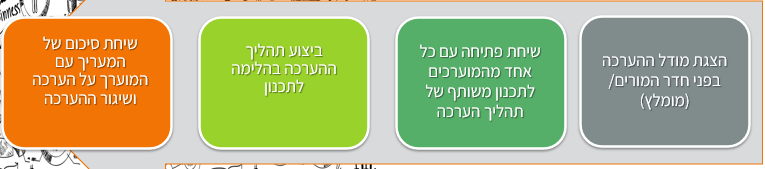 הצגת מודל ההערכה
בפני חדר המורים/
(מומלץ)
שיחת פתיחה עם כל
אחד מהמוערכים
לתכנון משותף של
תהליך הערכה
ביצוע תהליך
ההערכה בהלימה
לתכנון
שיחת סיכום של
המעריך עם
המוערך על הערכה
ושיגור ההערכה